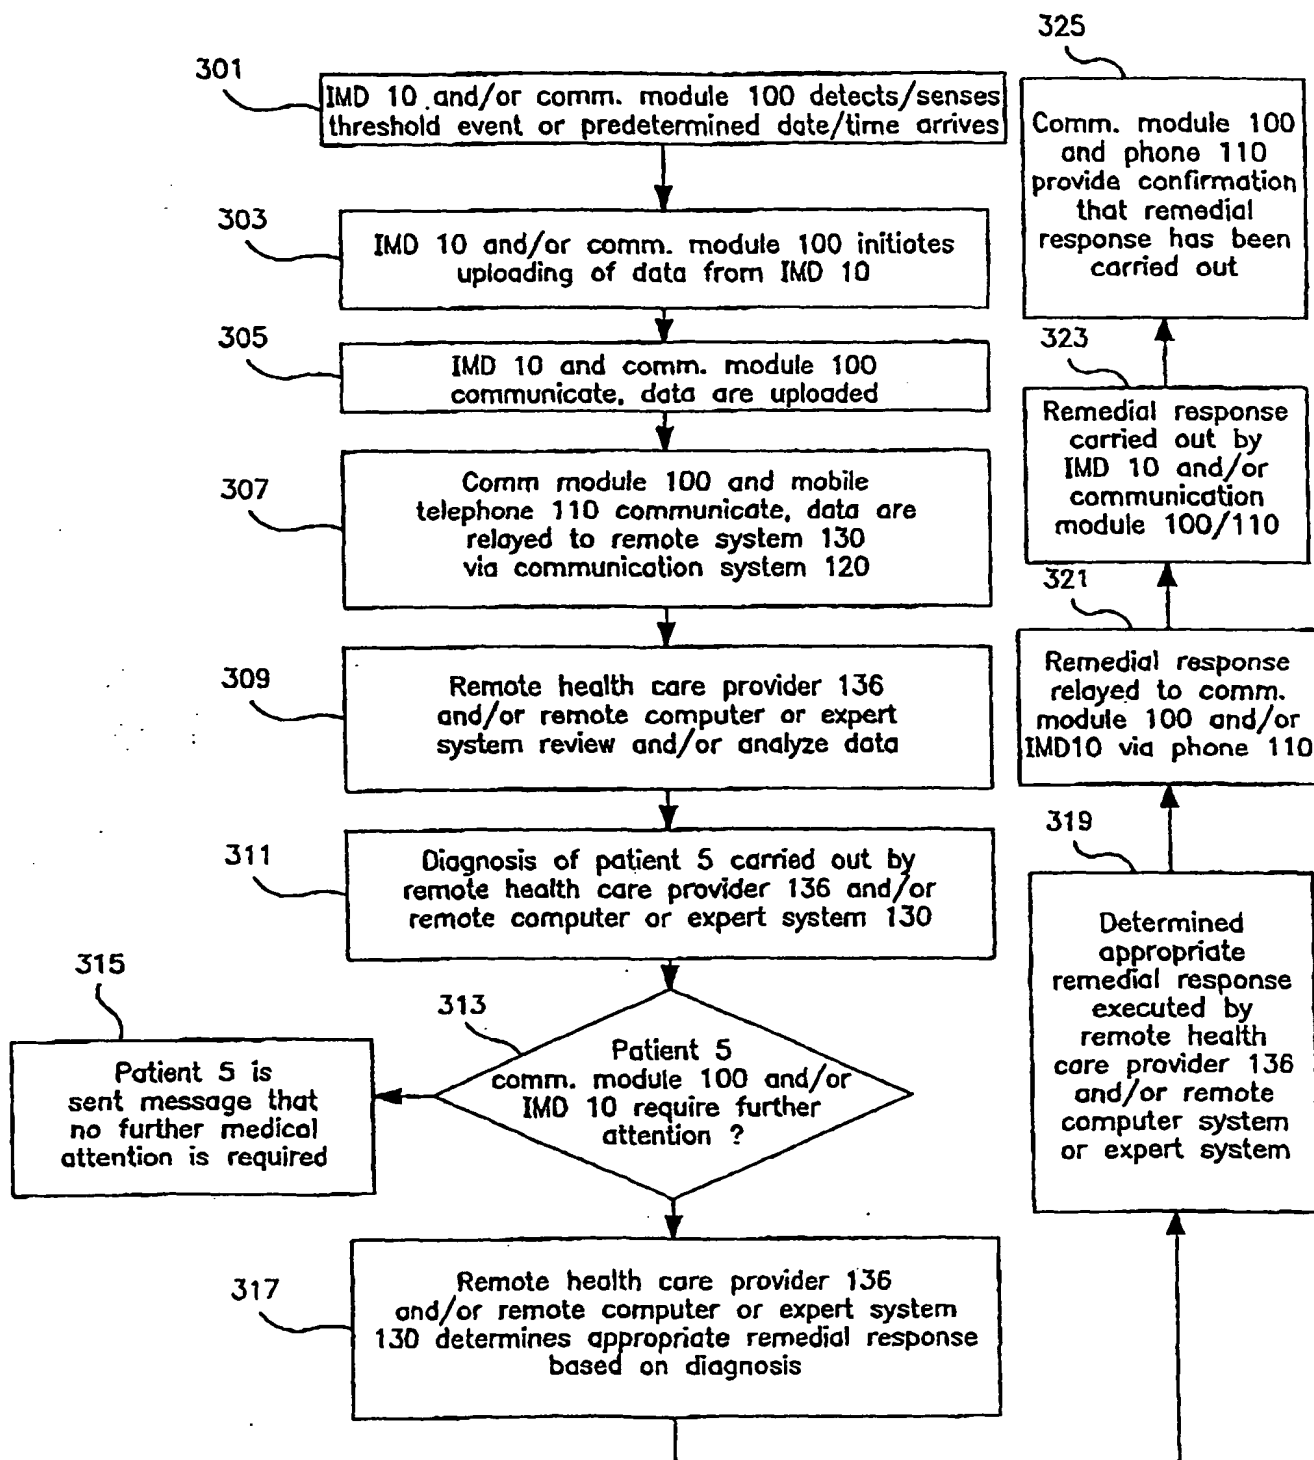 301
IMD 10 and/or comm. module 100 detects/senses
threshold event or predetermined date/time arrives
303
IMD 10 and/or comm. module 100 initiates
uploading of data from IMD 10
305
IMD 10 and comm. module 100
communicate, data are uploaded
307
Comm module 100 and mobile
telephone 110 communicate, data are
relayed to remote system 130
via communication system 120
309
Remote health care provider 136
and/or remote computer or expert
system review and/or analyze data
311
Diagnosis of patient 5 carried out by
remote health care provider 136 and/or
remote computer or expert system 130
313
Patient 5
comm. module 100 and/or
IMD 10 require further
attention ?
315
Patient 5 is
sent message that
no further medical
attention is required
317
Remote health care provider 136
and/or remote computer or expert system
130 determines appropriate remedial response
based on diagnosis
319
Determined
appropriate
remedial response
executed by
remote health
care provider 136
and/or remote
computer system
or expert system
321
Remedial response
relayed to comm.
module 100 and/or
IMD10 via phone 110
323
Remedial response
carried out by
IMD 10 and/or
communication
module 100/110
325
Comm. module 100
and phone 110
provide confirmation
that remedial
response has been
carried out